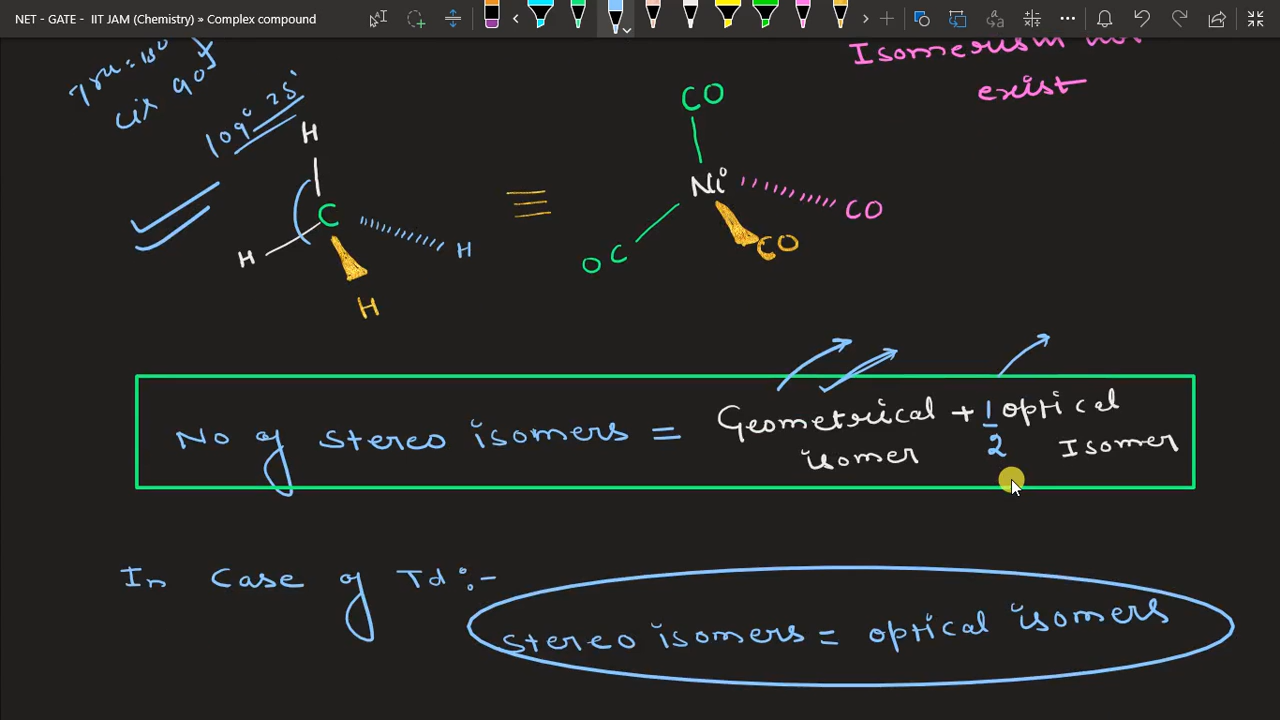 NET - GATE - IIT JAM (Chemistry) » Complex compound
Isomerism not
exist
cis 90°
109° 25'
H
C
H
H
H
CO
Ni
CO
CO
OC
No of stereo isomers = Geometrical + 1/2 optical
isomer Isomer
In Case of Td :-
stereo isomers = optical isomers